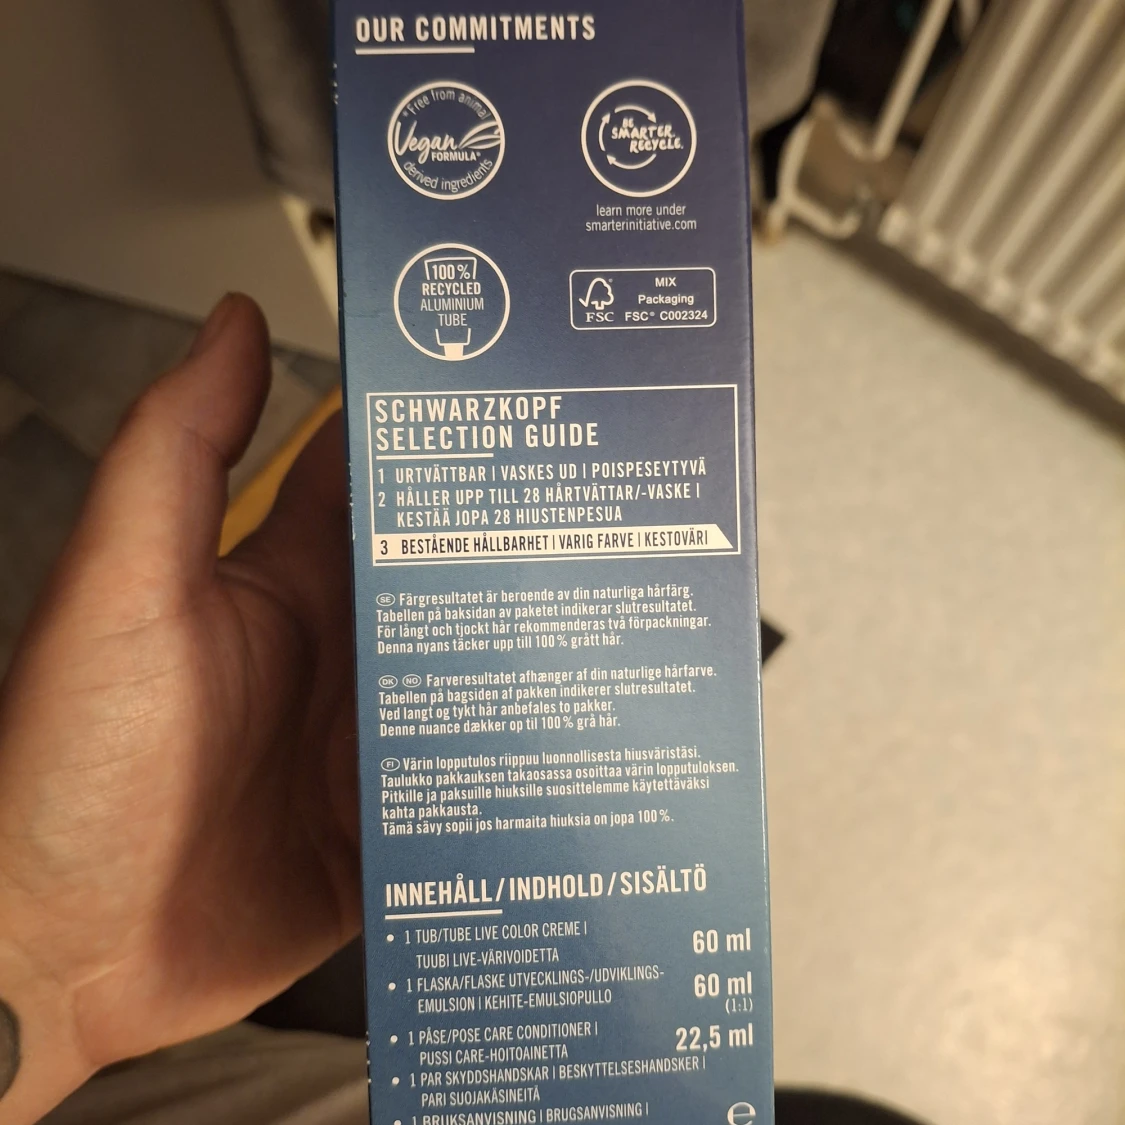 OUR COMMITMENTS
*Free from animal
Vegan
FORMULA*
derived ingredients
BE
SMARTER.
RECYCLE.
learn more under
smarterinitiative.com
100%
RECYCLED
ALUMINIUM
TUBE
FSC
MIX
Packaging
FSC® C002324
SCHWARZKOPF
SELECTION GUIDE
1 URTVÄTTBAR | VASKES UD | POISPESEYTYVÄ
2 HÅLLER UPP TILL 28 HÅRTVÄTTAR/-VASKE |
KESTÄÄ JOPA 28 HIUSTENPESUA
3 BESTÅENDE HÅLLBARHET | VARIG FARVE | KESTOVÄRI
SE Färgresultatet är beroende av din naturliga hårfärg.
Tabellen på baksidan av paketet indikerar slutresultatet.
För långt och tjockt hår rekommenderas två förpackningar.
Denna nyans täcker upp till 100% grått hår.
DK NO Farveresultatet afhænger af din naturlige hårfarve.
Tabellen på bagsiden af pakken indikerer slutresultatet.
Ved langt og tykt hår anbefales to pakker.
Denne nuance dækker op til 100% grå hår.
FI Värin lopputulos riippuu luonnollisesta hiusväristäsi.
Taulukko pakkauksen takaosassa osoittaa värin lopputuloksen.
Pitkille ja paksuille hiuksille suosittelemme käytettäväksi
kahta pakkausta.
Tämä sävy sopii jos harmaita hiuksia on jopa 100%.
INNEHÅLL/INDHOLD/SISÄLTÖ
• 1 TUB/TUBE LIVE COLOR CREME |
TUUBI LIVE-VÄRIVOIDETTA
60 ml
• 1 FLASKA/FLASKE UTVECKLINGS-/UDVIKLINGS-
EMULSION | KEHITE-EMULSIOPULLO
60 ml
(1:1)
• 1 PÅSE/POSE CARE CONDITIONER |
PUSSI CARE-HOITOAINETTA
22,5 ml
• 1 PAR SKYDDSHANDSKAR | BESKYTTELSESHANDSKER |
PARI SUOJAKÄSINEITÄ
• 1 BRUKSANVISNING | BRUGSANVISNING |
e